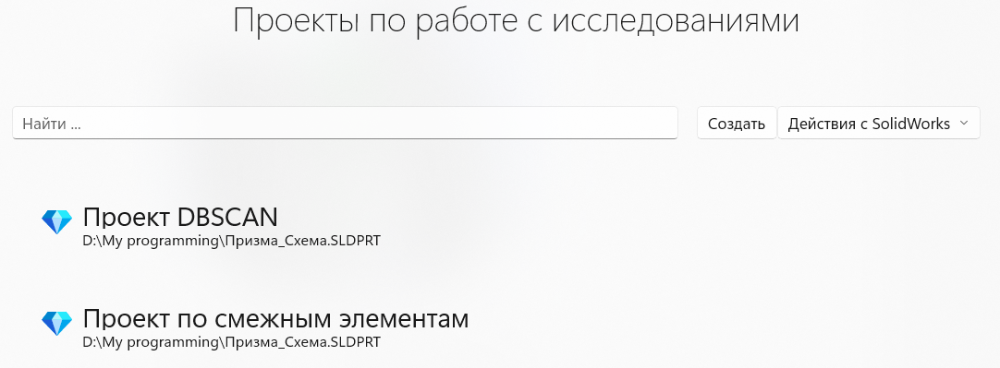 Проекты по работе с исследованиями
Найти ...
Создать
Действия с SolidWorks
Проект DBSCAN
D:\My programming\Призма_Схема.SLDPRT
Проект по смежным элементам
D:\My programming\Призма_Схема.SLDPRT